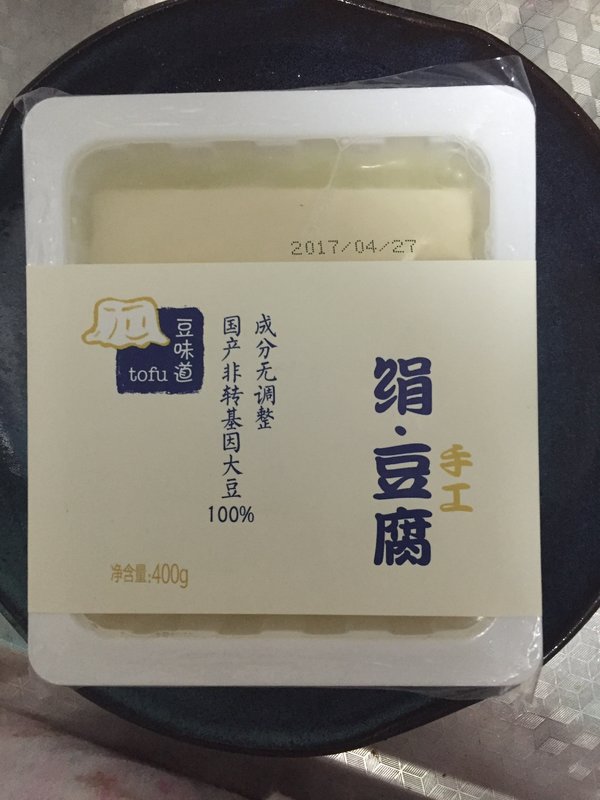 2017/04/27
豆味道
tofu
成分无调整
国产非转基因大豆
100%
绢·豆腐
手工
净含量:400g